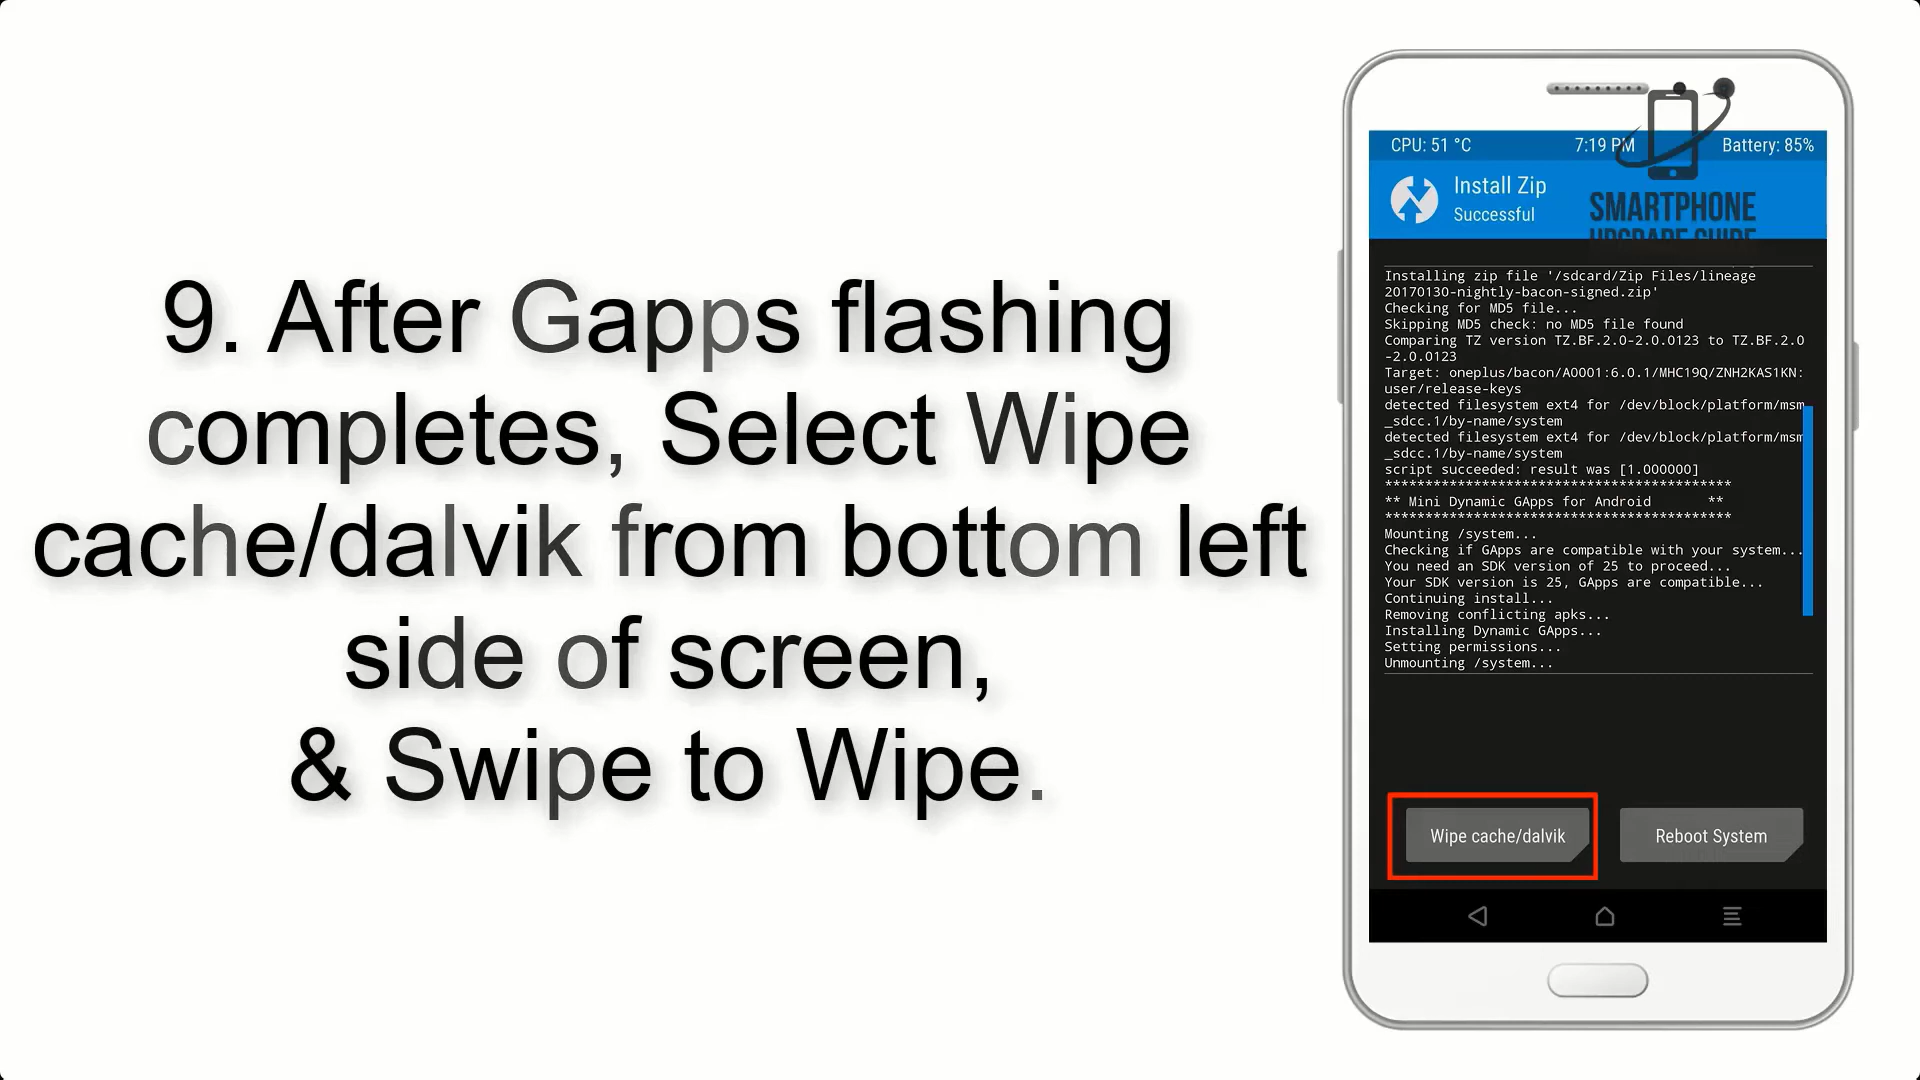 9. After Gapps flashing
completes, Select Wipe
cache/dalvik from bottom left
side of screen,
& Swipe to Wipe.
CPU: 51 °C 7:19 PM Battery: 85%
Install Zip
Successful
SMARTPHONE
UPGRADE GUIDE
Installing zip file '/sdcard/Zip Files/lineage
20170130-nightly-bacon-signed.zip'
Checking for MD5 file...
Skipping MD5 check: no MD5 file found
Comparing TZ version TZ.BF.2.0-2.0.0123 to TZ.BF.2.0
-2.0.0123
Target: oneplus/bacon/A0001:6.0.1/MHC19Q/ZNH2KAS1KN:
user/release-keys
detected filesystem ext4 for /dev/block/platform/msm
_sdcc.1/by-name/system
detected filesystem ext4 for /dev/block/platform/msm
_sdcc.1/by-name/system
script succeeded: result was [1.000000]
*******************************************
** Mini Dynamic GApps for Android       **
*******************************************
Mounting /system...
Checking if GApps are compatible with your system...
You need an SDK version of 25 to proceed...
Your SDK version is 25, GApps are compatible...
Continuing install...
Removing conflicting apks...
Installing Dynamic GApps...
Setting permissions...
Unmounting /system...
Wipe cache/dalvik
Reboot System